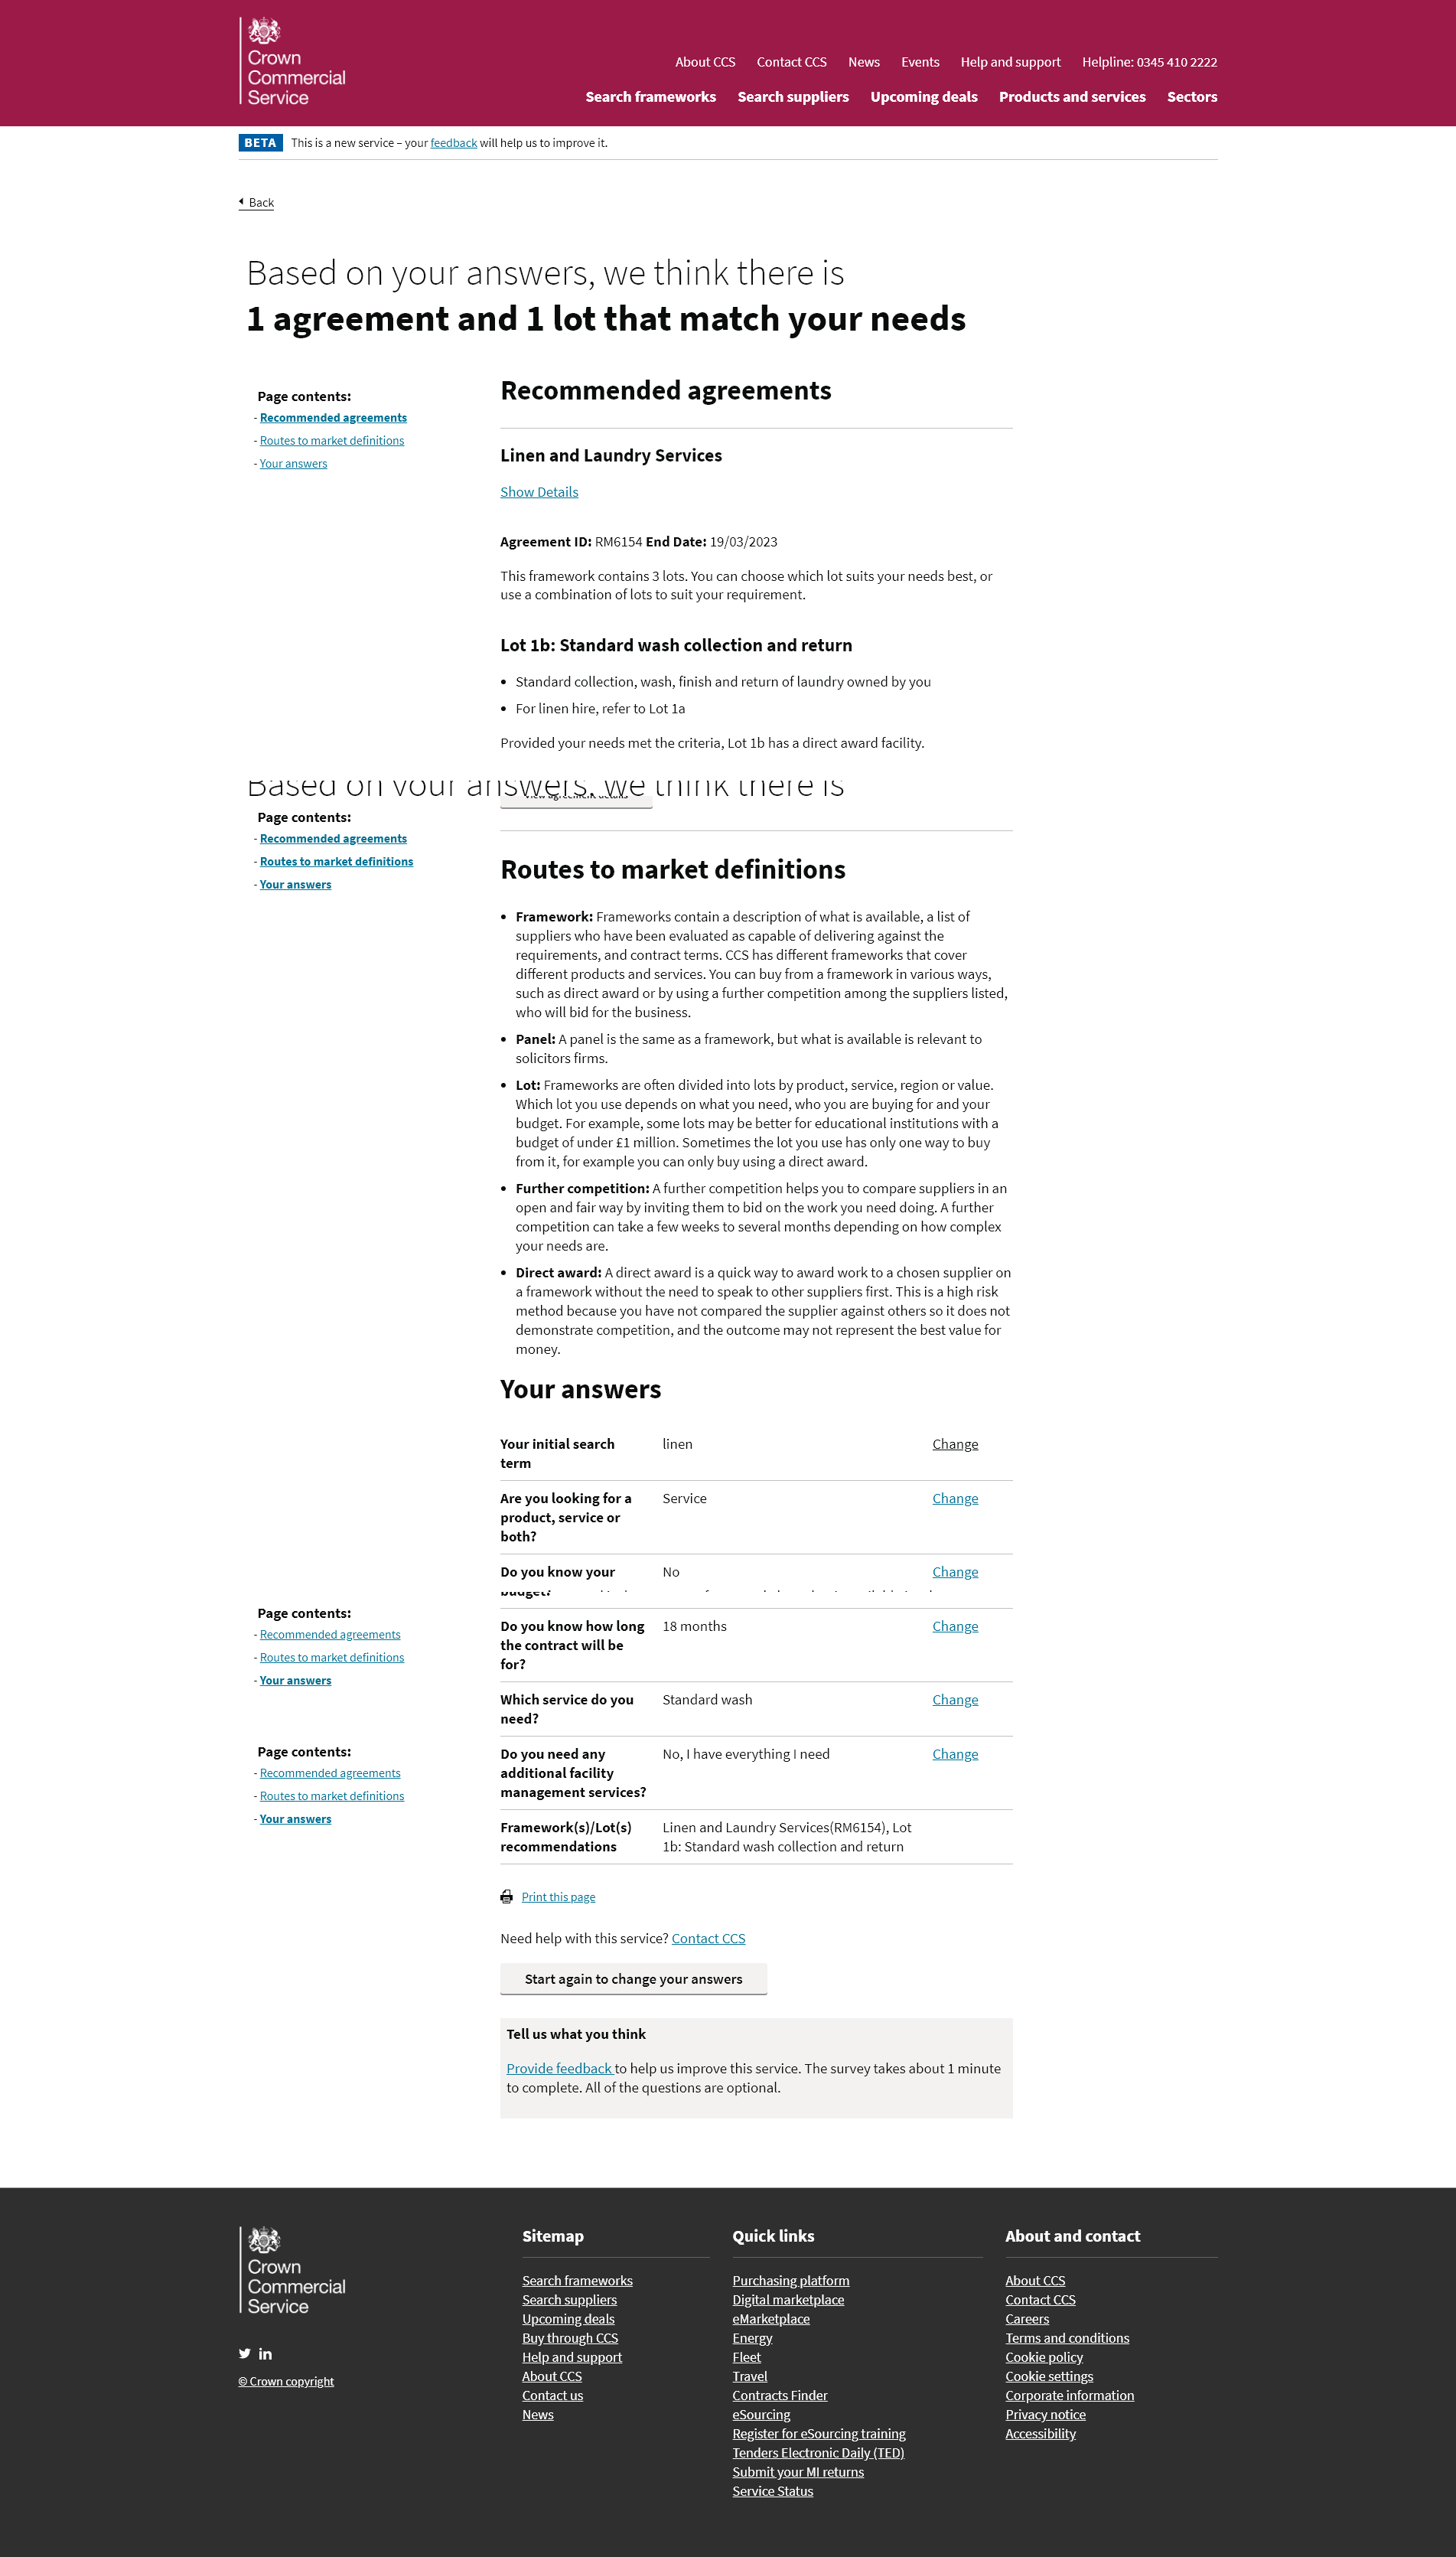 Crown
Commercial
Service
About CCS Contact CCS News Events Help and support Helpline: 0345 410 2222
Search frameworks Search suppliers Upcoming deals Products and services Sectors
BETA This is a new service – your feedback will help us to improve it.
Back
Based on your answers, we think there is
1 agreement and 1 lot that match your needs
Page contents:
- Recommended agreements
- Routes to market definitions
- Your answers
Recommended agreements
Linen and Laundry Services
Show Details
Agreement ID: RM6154 End Date: 19/03/2023
This framework contains 3 lots. You can choose which lot suits your needs best, or
use a combination of lots to suit your requirement.
Lot 1b: Standard wash collection and return
• Standard collection, wash, finish and return of laundry owned by you
• For linen hire, refer to Lot 1a
Provided your needs met the criteria, Lot 1b has a direct award facility.
Based on your answers, we think there is
View agreement details
Page contents:
- Recommended agreements
- Routes to market definitions
- Your answers
Routes to market definitions
• Framework: Frameworks contain a description of what is available, a list of
suppliers who have been evaluated as capable of delivering against the
requirements, and contract terms. CCS has different frameworks that cover
different products and services. You can buy from a framework in various ways,
such as direct award or by using a further competition among the suppliers listed,
who will bid for the business.
• Panel: A panel is the same as a framework, but what is available is relevant to
solicitors firms.
• Lot: Frameworks are often divided into lots by product, service, region or value.
Which lot you use depends on what you need, who you are buying for and your
budget. For example, some lots may be better for educational institutions with a
budget of under £1 million. Sometimes the lot you use has only one way to buy
from it, for example you can only buy using a direct award.
• Further competition: A further competition helps you to compare suppliers in an
open and fair way by inviting them to bid on the work you need doing. A further
competition can take a few weeks to several months depending on how complex
your needs are.
• Direct award: A direct award is a quick way to award work to a chosen supplier on
a framework without the need to speak to other suppliers first. This is a high risk
method because you have not compared the supplier against others so it does not
demonstrate competition, and the outcome may not represent the best value for
money.
Your answers
Your initial search linen Change
term
Are you looking for a Service Change
product, service or
both?
Do you know your No Change
budget?
Page contents:
- Recommended agreements
- Routes to market definitions
- Your answers
Do you know how long 18 months Change
the contract will be
for?
Which service do you Standard wash Change
need?
Page contents:
- Recommended agreements
- Routes to market definitions
- Your answers
Do you need any No, I have everything I need Change
additional facility
management services?
Framework(s)/Lot(s) Linen and Laundry Services(RM6154), Lot
recommendations 1b: Standard wash collection and return
Print this page
Need help with this service? Contact CCS
Start again to change your answers
Tell us what you think
Provide feedback to help us improve this service. The survey takes about 1 minute
to complete. All of the questions are optional.
Crown
Commercial
Service
© Crown copyright
Sitemap
Search frameworks
Search suppliers
Upcoming deals
Buy through CCS
Help and support
About CCS
Contact us
News
Quick links
Purchasing platform
Digital marketplace
eMarketplace
Energy
Fleet
Travel
Contracts Finder
eSourcing
Register for eSourcing training
Tenders Electronic Daily (TED)
Submit your MI returns
Service Status
About and contact
About CCS
Contact CCS
Careers
Terms and conditions
Cookie policy
Cookie settings
Corporate information
Privacy notice
Accessibility